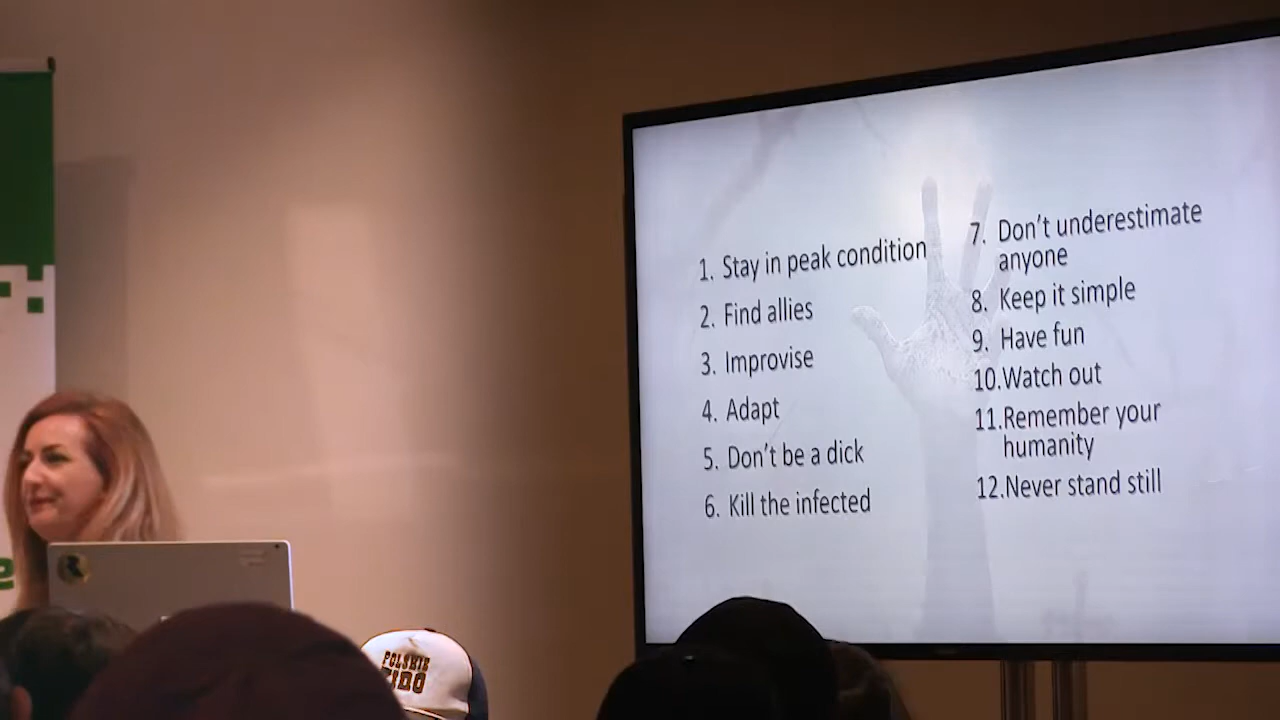 1. Stay in peak condition
2. Find allies
3. Improvise
4. Adapt
5. Don't be a dick
6. Kill the infected
7. Don't underestimate
anyone
8. Keep it simple
9. Have fun
10.Watch out
11.Remember your
humanity
12.Never stand still
e
POLSKIE